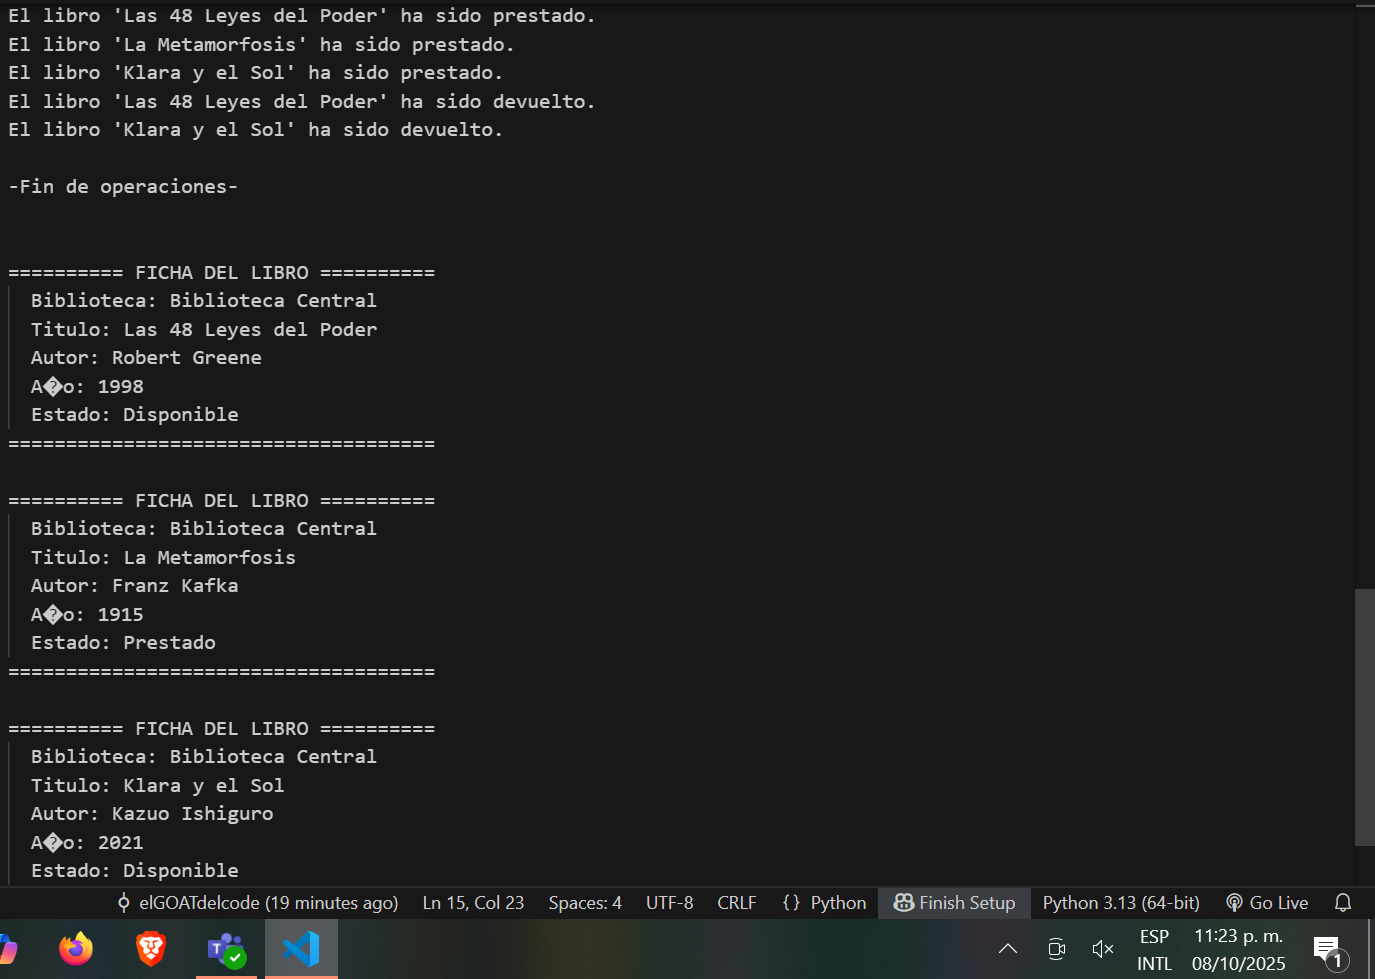 El libro 'Las 48 Leyes del Poder' ha sido prestado.
El libro 'La Metamorfosis' ha sido prestado.
El libro 'Klara y el Sol' ha sido prestado.
El libro 'Las 48 Leyes del Poder' ha sido devuelto.
El libro 'Klara y el Sol' ha sido devuelto.
-Fin de operaciones-
========== FICHA DEL LIBRO ==========
Biblioteca: Biblioteca Central
Titulo: Las 48 Leyes del Poder
Autor: Robert Greene
A�o: 1998
Estado: Disponible
=====================================
========== FICHA DEL LIBRO ==========
Biblioteca: Biblioteca Central
Titulo: La Metamorfosis
Autor: Franz Kafka
A�o: 1915
Estado: Prestado
=====================================
========== FICHA DEL LIBRO ==========
Biblioteca: Biblioteca Central
Titulo: Klara y el Sol
Autor: Kazuo Ishiguro
A�o: 2021
Estado: Disponible
elGOATdelcode (19 minutes ago) Ln 15, Col 23 Spaces: 4 UTF-8 CRLF {} Python Finish Setup Python 3.13 (64-bit) Go Live
T ESP 11:23 p. m.
INTL 08/10/2025 1